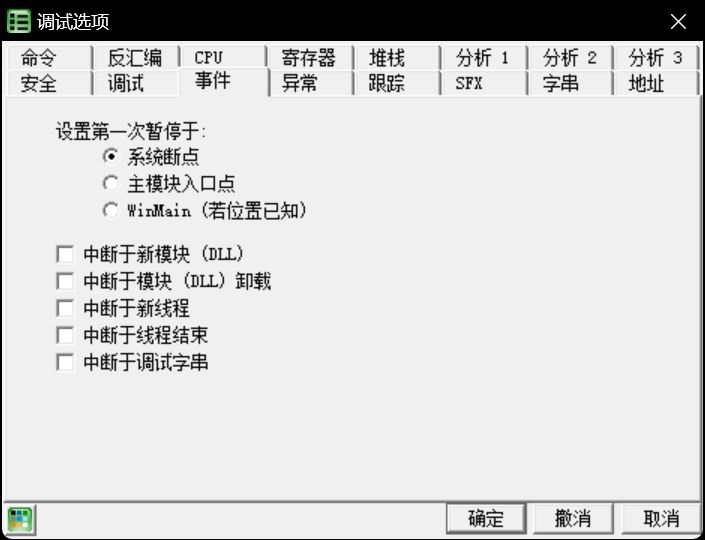 调试选项
命令 反汇编 CPU 寄存器 堆栈 分析 1 分析 2 分析 3
安全 调试 事件 异常 跟踪 SFX 字串 地址
设置第一次暂停于:
系统断点
主模块入口点
WinMain (若位置已知)
中断于新模块 (DLL)
中断于模块 (DLL) 卸载
中断于新线程
中断于线程结束
中断于调试字串
确定 撤消 取消